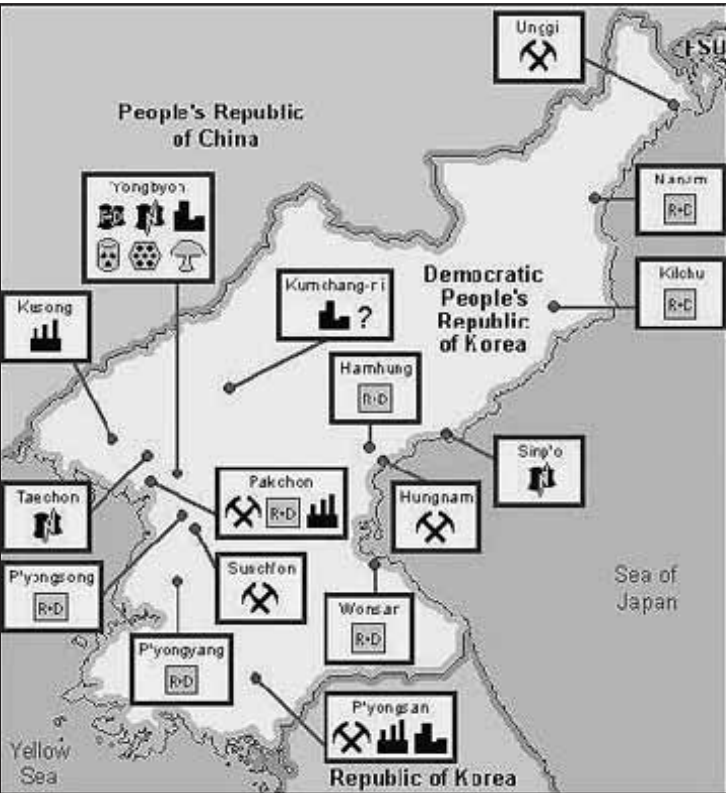 Unggi
FSU
People's Republic
of China
Yongbyon
Nanam
R+D
Kumchang-ri
?
Democratic
People's
Republic
of Korea
Kilchu
R+D
Kusong
Hamhung
R+D
Sinp'o
Taechon
Pakchon
R+D
Hungnam
P'yongsong
R+D
Sunch'on
Wonsan
R+D
Sea of
Japan
P'yongyang
R+D
P'yongsan
Yellow
Sea
Republic of Korea